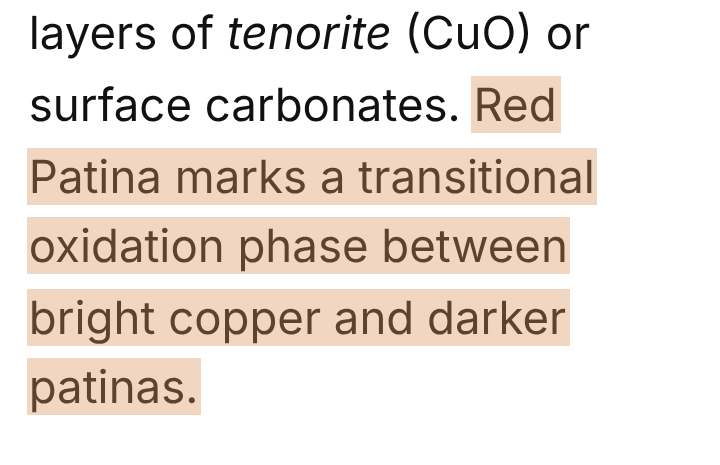 layers of tenorite (CuO) or
surface carbonates. Red
Patina marks a transitional
oxidation phase between
bright copper and darker
patinas.